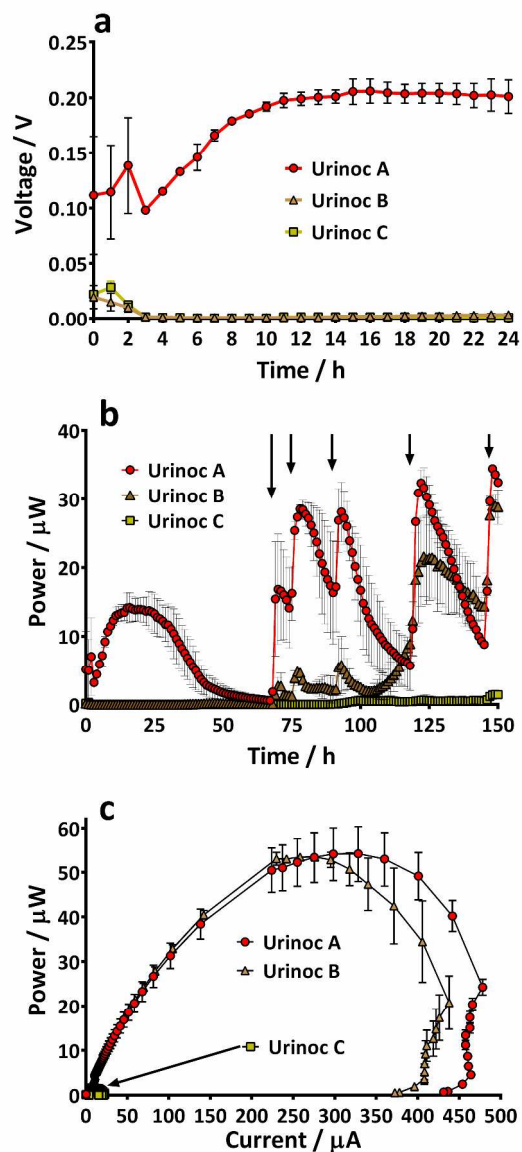 a
0.25
0.20
0.15
0.10
0.05
0.00
Voltage / V
Urinoc A
Urinoc B
Urinoc C
0 2 4 6 8 10 12 14 16 18 20 22 24
Time / h
b
40
30
20
10
0
Power / μW
Urinoc A
Urinoc B
Urinoc C
0 25 50 75 100 125 150
Time / h
c
60
50
40
30
20
10
0
Power / μW
Urinoc A
Urinoc B
Urinoc C
0 50 100 150 200 250 300 350 400 450 500
Current / μA